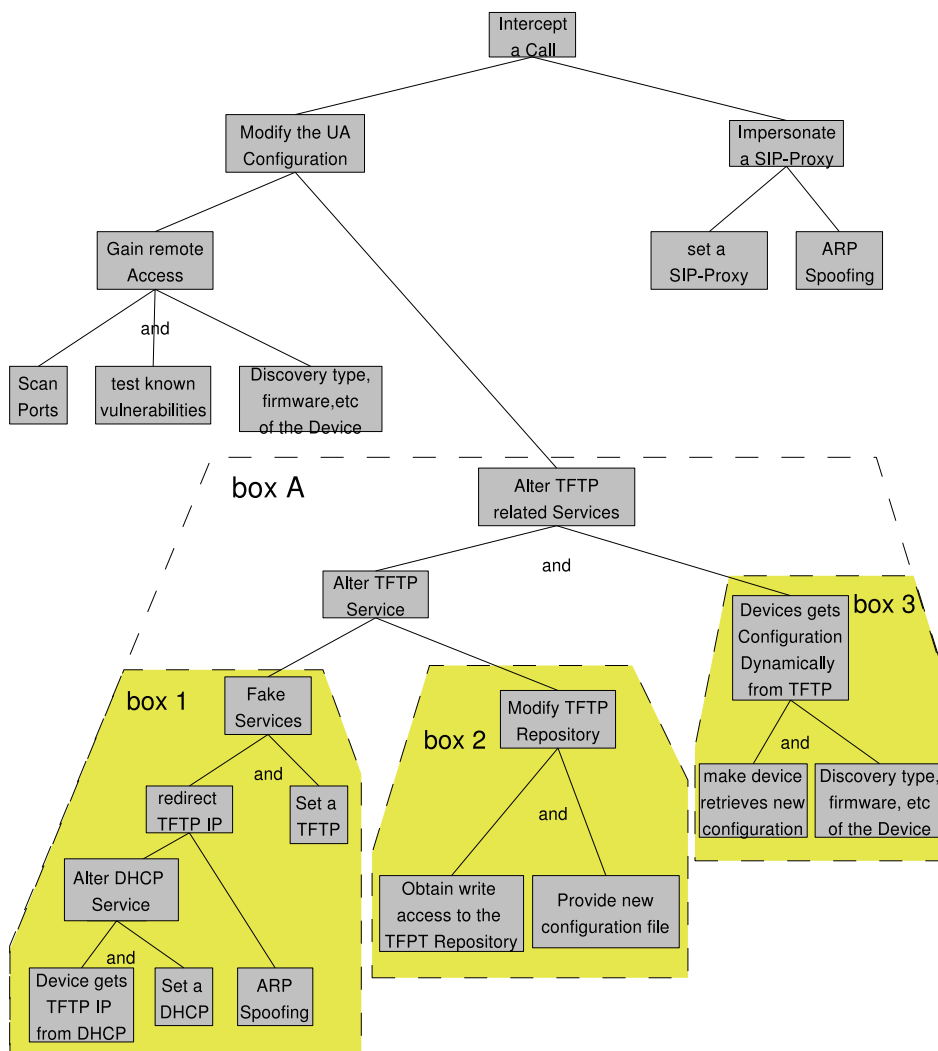 Intercept
a Call
Modify the UA
Configuration
Impersonate
a SIP-Proxy
Gain remote
Access
set a
SIP-Proxy
ARP
Spoofing
and
Scan
Ports
test known
vulnerabilities
Discovery type,
firmware,etc
of the Device
box A
Alter TFTP
related Services
and
Alter TFTP
Service
box 3
Devices gets
Configuration
Dynamically
from TFTP
box 1
Fake
Services
box 2
Modify TFTP
Repository
and
make device
retrieves new
configuration
Discovery type,
firmware, etc
of the Device
and
redirect
TFTP IP
Set a
TFTP
and
Alter DHCP
Service
Obtain write
access to the
TFPT Repository
Provide new
configuration file
and
Device gets
TFTP IP
from DHCP
Set a
DHCP
ARP
Spoofing